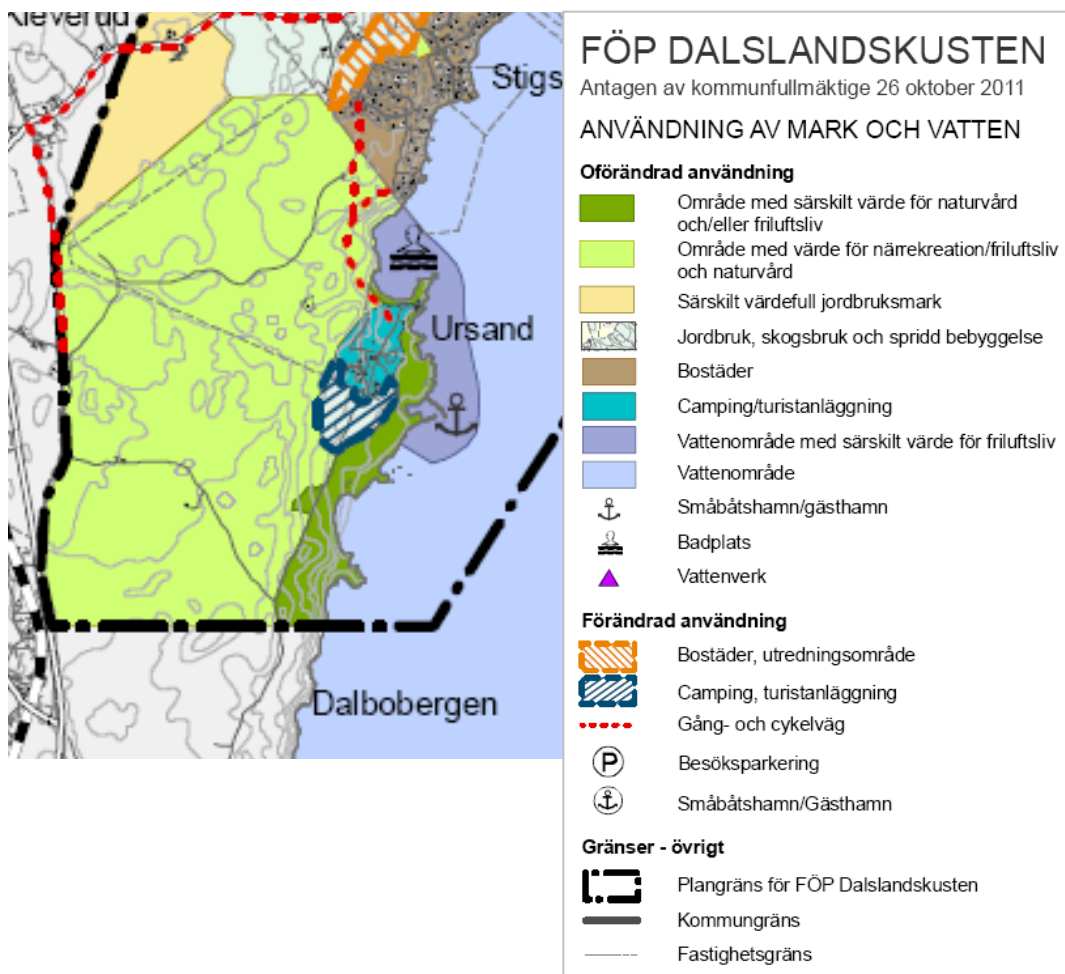 Kleverud
Stigs
Ursand
Dalbobergen
FÖP DALSLANDSKUSTEN
Antagen av kommunfullmäktige 26 oktober 2011
ANVÄNDNING AV MARK OCH VATTEN
Oförändrad användning
Område med särskilt värde för naturvård
och/eller friluftsliv
Område med värde för närrekreation/friluftsliv
och naturvård
Särskilt värdefull jordbruksmark
Jordbruk, skogsbruk och spridd bebyggelse
Bostäder
Camping/turistanläggning
Vattenområde med särskilt värde för friluftsliv
Vattenområde
Småbåtshamn/gästhamn
Badplats
Vattenverk
Förändrad användning
Bostäder, utredningsområde
Camping, turistanläggning
Gång- och cykelväg
P Besöksparkering
Småbåtshamn/Gästhamn
Gränser - övrigt
Plangräns för FÖP Dalslandskusten
Kommungräns
Fastighetsgräns